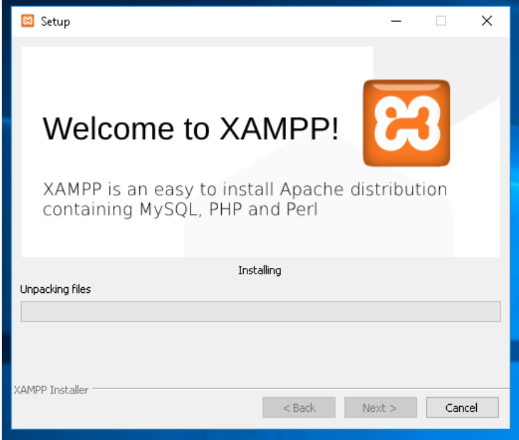 Setup
Welcome to XAMPP!
XAMPP is an easy to install Apache distribution
containing MySQL, PHP and Perl
Installing
Unpacking files
XAMPP Installer
< Back
Next >
Cancel